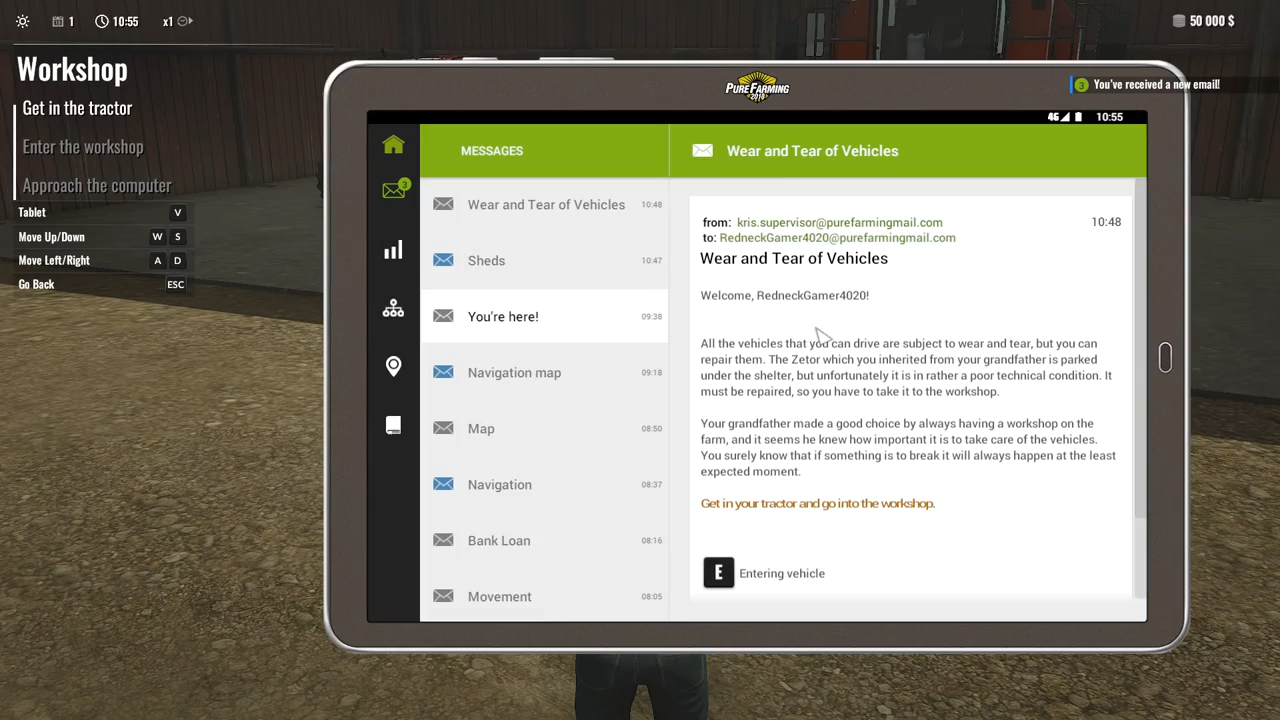 1 10:55 x1 50 000 $
Workshop
Get in the tractor
Enter the workshop
Approach the computer
Tablet V
Move Up/Down W S
Move Left/Right A D
Go Back ESC
PURE FARMING
2018
3 You've received a new email!
4G 10:55
3
MESSAGES
Wear and Tear of Vehicles 10:48
Sheds 10:47
You're here! 09:38
Navigation map 09:18
Map 08:50
Navigation 08:37
Bank Loan 08:16
Movement 08:05
Wear and Tear of Vehicles
from: kris.supervisor@purefarmingmail.com 10:48
to: RedneckGamer4020@purefarmingmail.com
Wear and Tear of Vehicles
Welcome, RedneckGamer4020!
All the vehicles that you can drive are subject to wear and tear, but you can
repair them. The Zetor which you inherited from your grandfather is parked
under the shelter, but unfortunately it is in rather a poor technical condition. It
must be repaired, so you have to take it to the workshop.
Your grandfather made a good choice by always having a workshop on the
farm, and it seems he knew how important it is to take care of the vehicles.
You surely know that if something is to break it will always happen at the least
expected moment.
Get in your tractor and go into the workshop.
E Entering vehicle